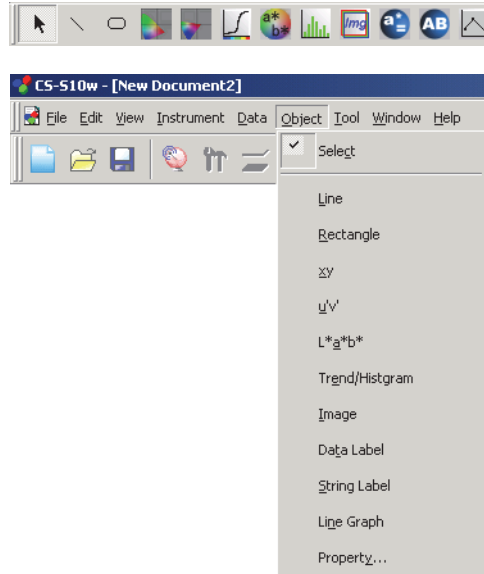 a* b* Img a= AB
CS-S10w - [New Document2]
File Edit View Instrument Data Object Tool Window Help
Select
Line
Rectangle
xy
u'v'
L*a*b*
Trend/Histgram
Image
Data Label
String Label
Line Graph
Property...